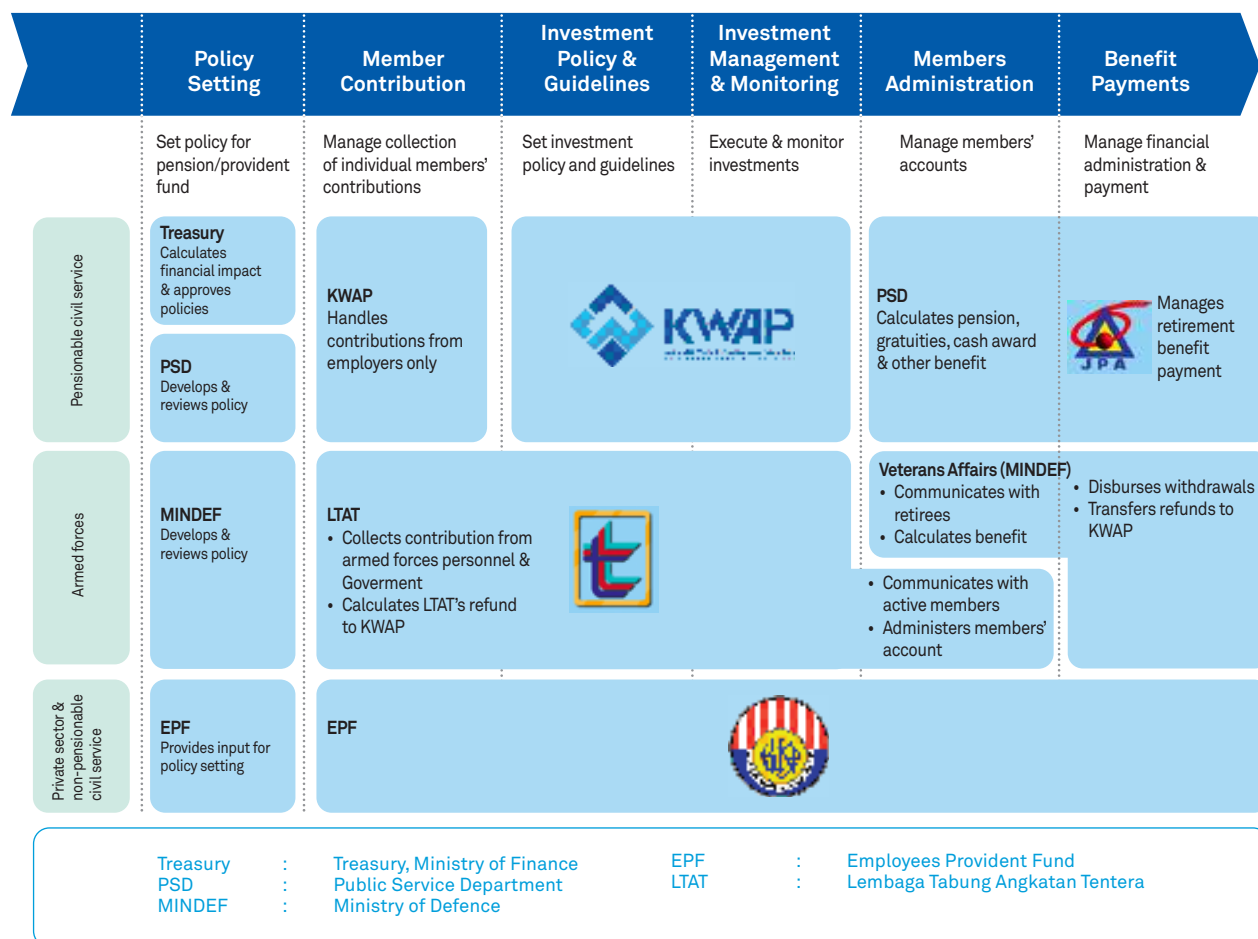 Policy
Setting
Member
Contribution
Investment
Policy &
Guidelines
Investment
Management
& Monitoring
Members
Administration
Benefit
Payments
Set policy for
pension/provident
fund
Manage collection
of individual members'
contributions
Set investment
policy and guidelines
Execute & monitor
investments
Manage members'
accounts
Manage financial
administration &
payment
Pensionable civil service
Treasury
Calculates
financial impact
& approves
policies
PSD
Develops &
reviews policy
KWAP
Handles
contributions from
employers only
KWAP
PSD
Calculates pension,
gratuities, cash award
& other benefit
JPA
Manages
retirement
benefit
payment
Armed forces
MINDEF
Develops &
reviews policy
LTAT
• Collects contribution from
armed forces personnel &
Goverment
• Calculates LTAT's refund
to KWAP
Veterans Affairs (MINDEF)
• Communicates with
retirees
• Calculates benefit
• Communicates with
active members
• Administers members'
account
• Disburses withdrawals
• Transfers refunds to
KWAP
Private sector &
non-pensionable
civil service
EPF
Provides input for
policy setting
EPF
Treasury : Treasury, Ministry of Finance
PSD : Public Service Department
MINDEF : Ministry of Defence
EPF : Employees Provident Fund
LTAT : Lembaga Tabung Angkatan Tentera